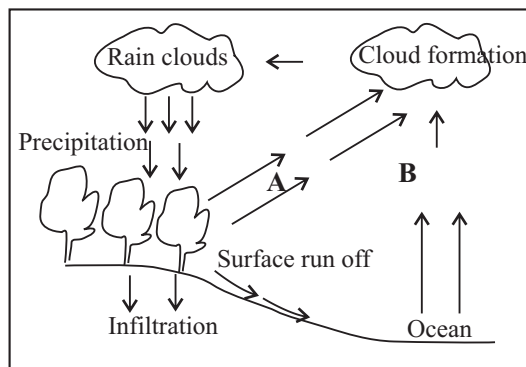 Rain clouds
Cloud formation
Precipitation
A
B
Surface run off
Infiltration
Ocean